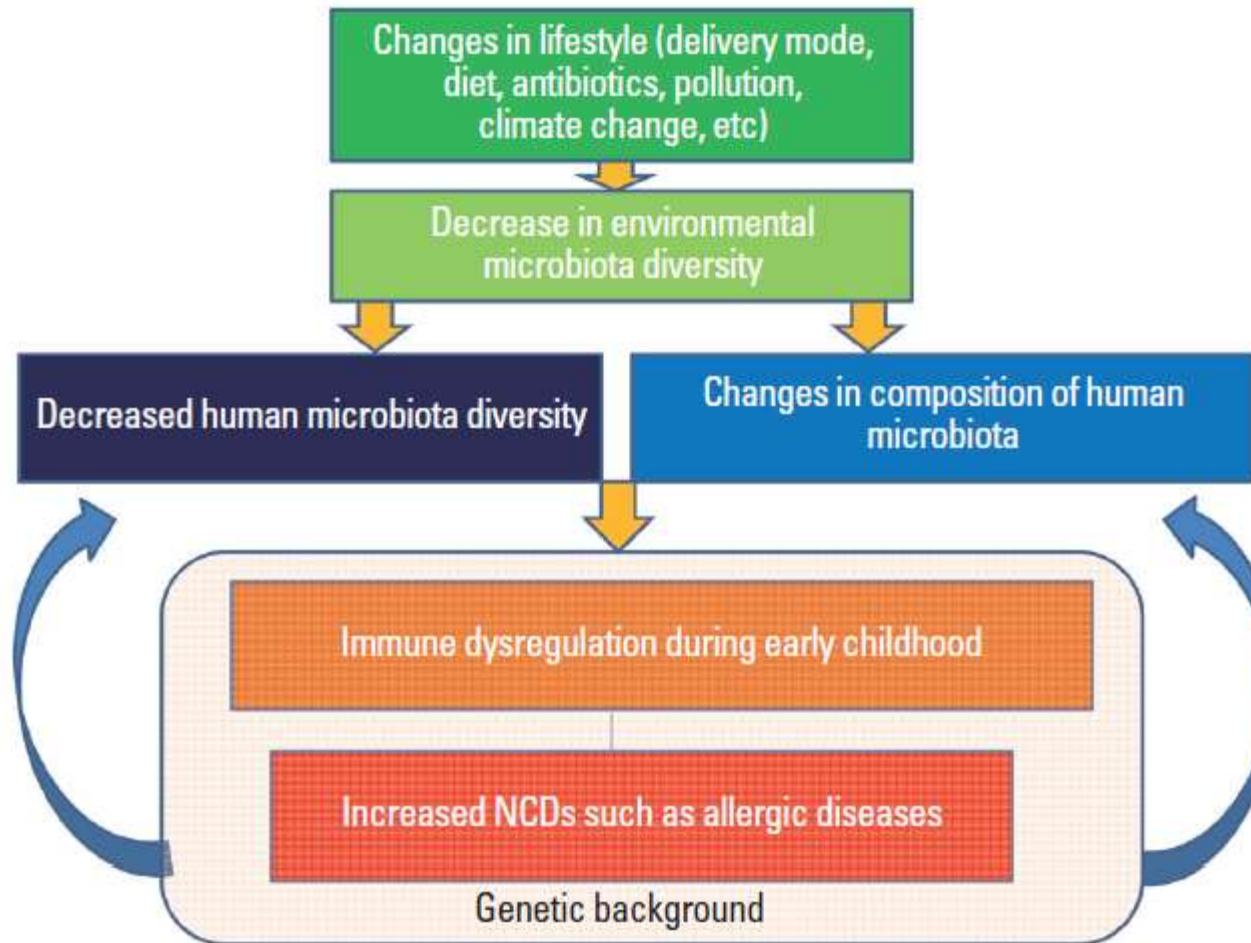 Changes in lifestyle (delivery mode,
diet, antibiotics, pollution,
climate change, etc)
Decrease in environmental
microbiota diversity
Decreased human microbiota diversity
Changes in composition of human
microbiota
Immune dysregulation during early childhood
Increased NCDs such as allergic diseases
Genetic background